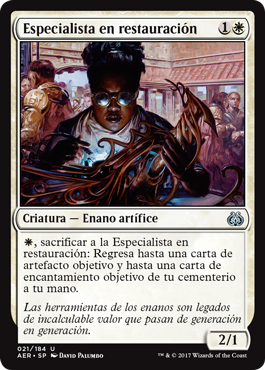 Especialista en restauración 1
Criatura — Enano artífice
, sacrificar a la Especialista en
restauración: Regresa hasta una carta de
artefacto objetivo y hasta una carta de
encantamiento objetivo de tu cementerio
a tu mano.
Las herramientas de los enanos son legados
de incalculable valor que pasan de generación
en generación.
2/1
021/184 U
AER • SP DAVID PALUMBO ™ & © 2017 Wizards of the Coast